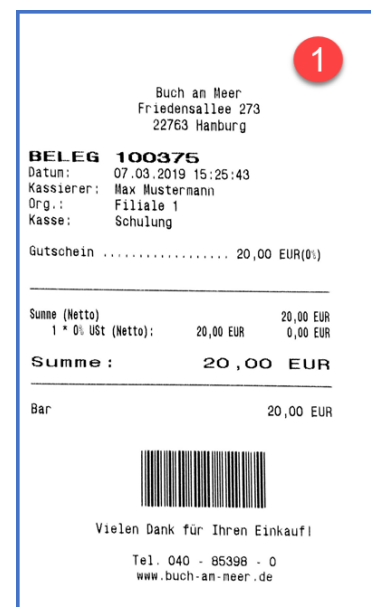 1
Buch am Meer
Friedensallee 273
22763 Hamburg
BELEG 100375
Datum: 07.03.2019 15:25:43
Kassierer: Max Mustermann
Org.: Filiale 1
Kasse: Schulung
Gutschein .................. 20,00 EUR(0%)
Summe (Netto) 20,00 EUR
1 * 0% USt (Netto): 20,00 EUR 0,00 EUR
Summe: 20,00 EUR
Bar 20,00 EUR
Vielen Dank für Ihren Einkauf!
Tel. 040 - 85398 - 0
www.buch-am-meer.de